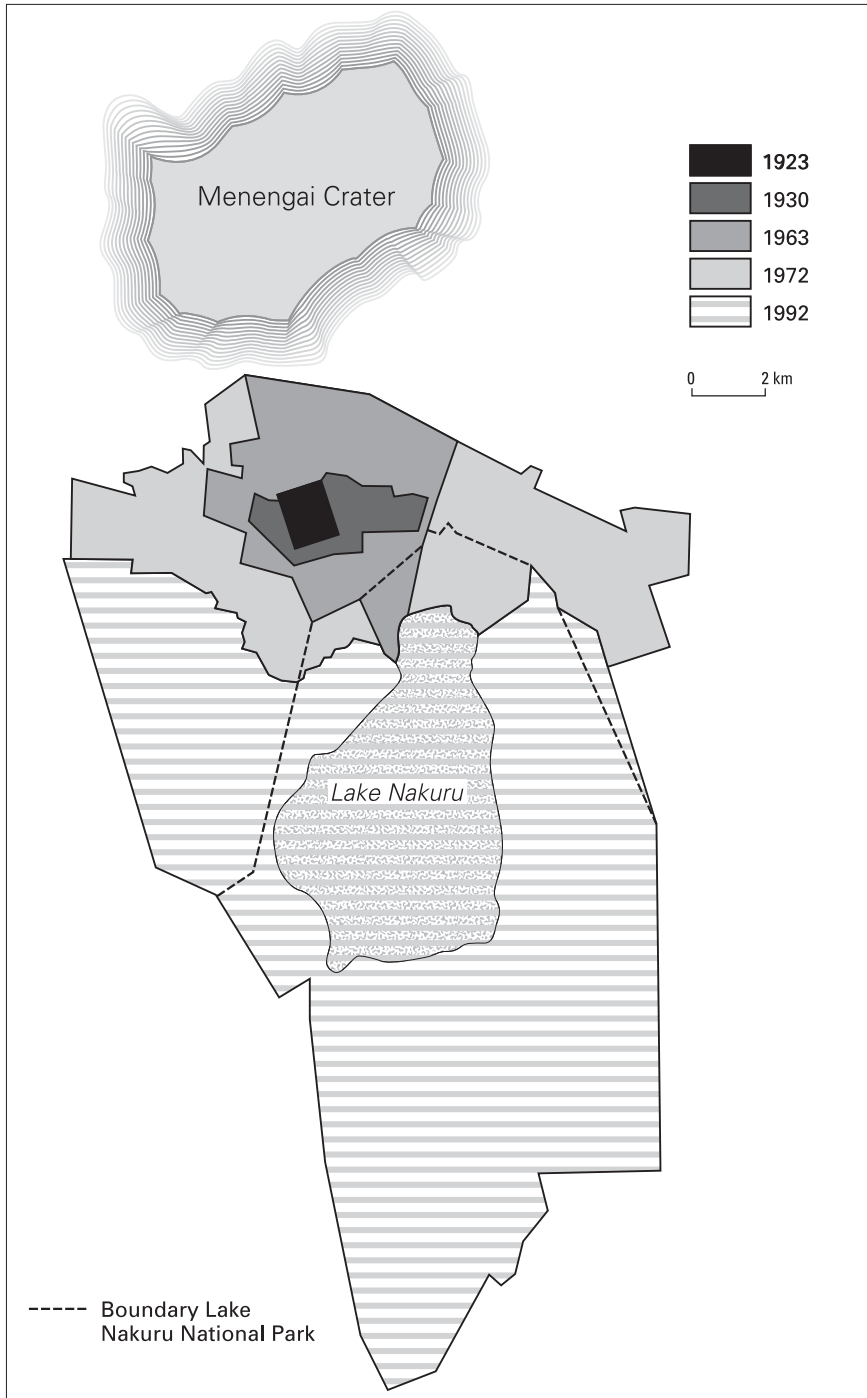 Menengai Crater
1923
1930
1963
1972
1992
0 2 km
Lake Nakuru
Boundary Lake
Nakuru National Park